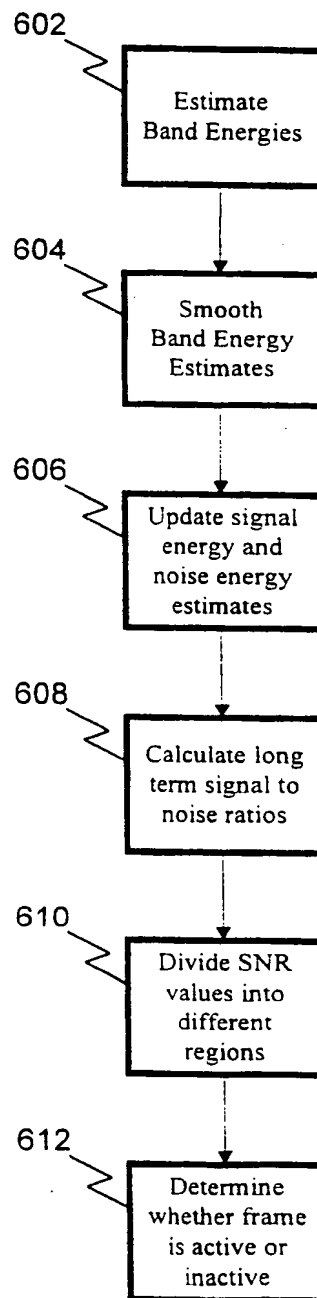 602
Estimate
Band Energies
604
Smooth
Band Energy
Estimates
606
Update signal
energy and
noise energy
estimates
608
Calculate long
term signal to
noise ratios
610
Divide SNR
values into
different
regions
612
Determine
whether frame
is active or
inactive